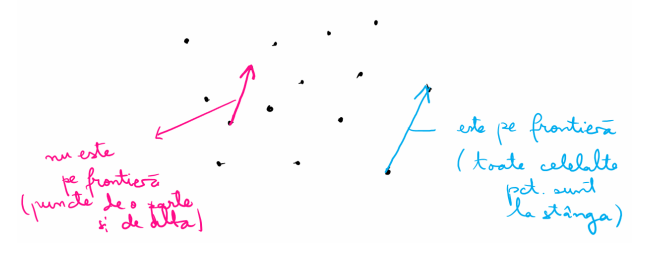 nu este
pe frontieră
(puncte de o parte
și de alta)
este pe frontieră
(toate celelalte
pct. sunt
la stânga)